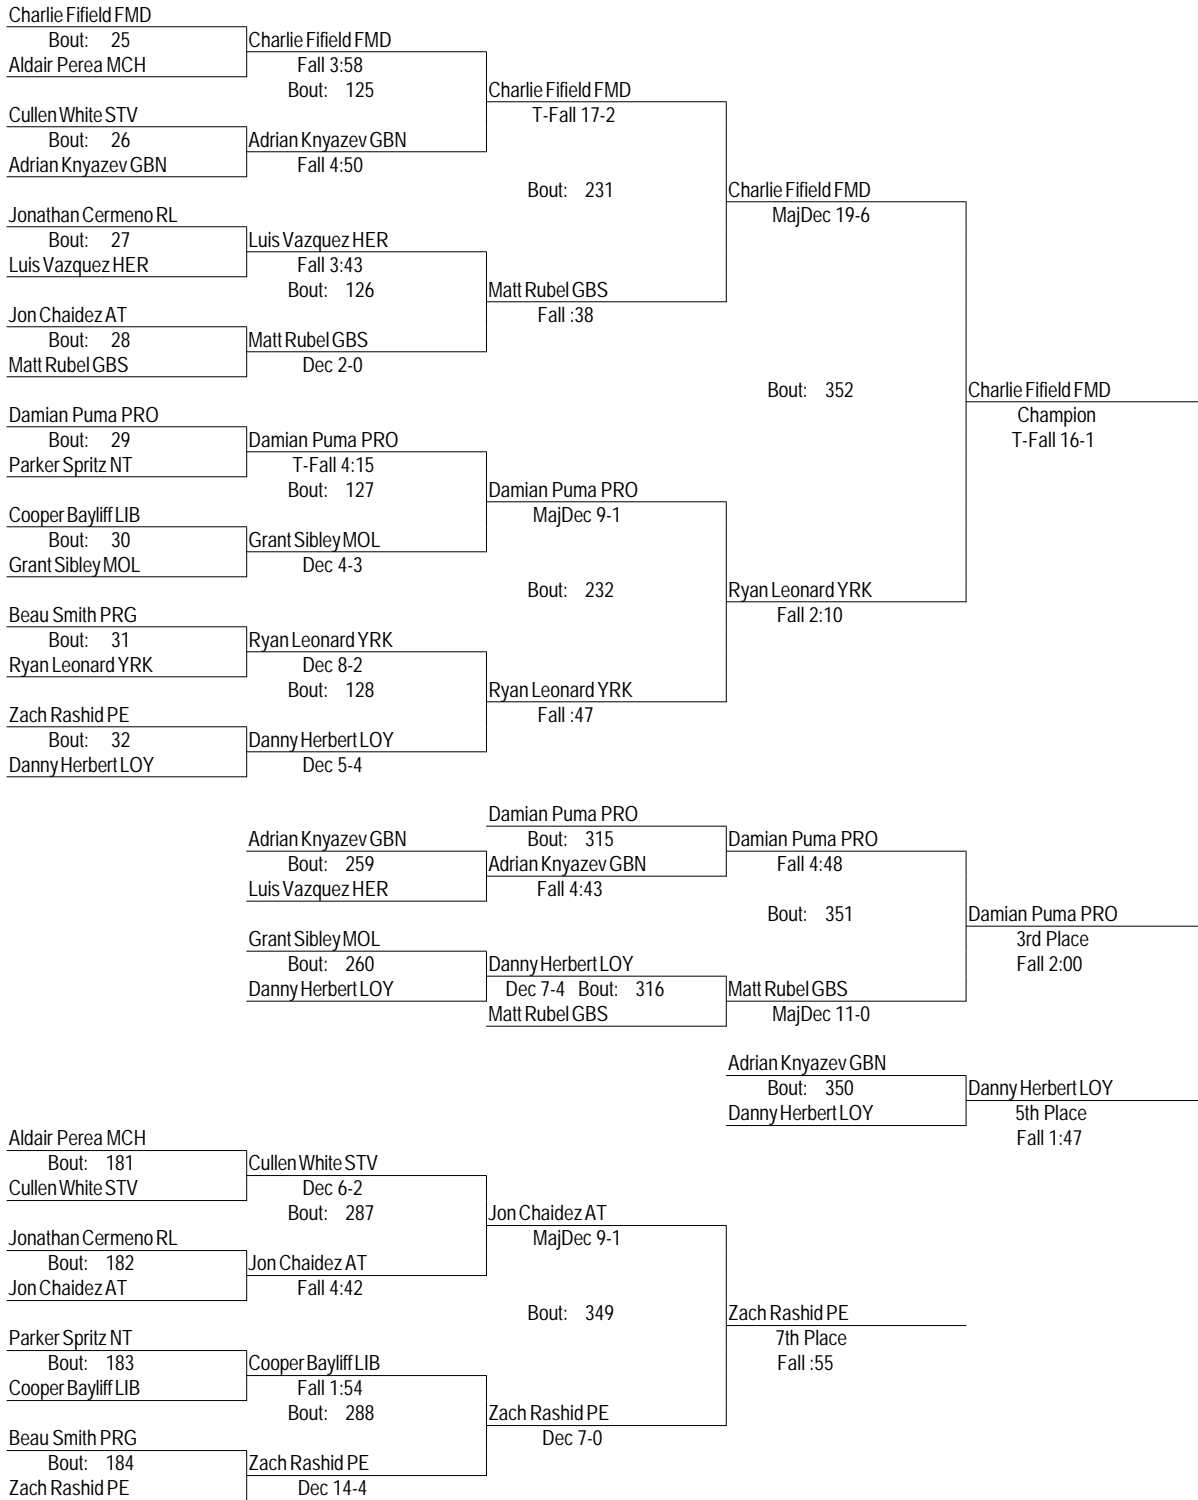 Charlie Fifield FMD
Bout: 25 Charlie Fifield FMD
Aldair Perea MCH Fall 3:58
Bout: 125 Charlie Fifield FMD
Cullen White STV T-Fall 17-2
Bout: 26 Adrian Knyazev GBN
Adrian Knyazev GBN Fall 4:50
Bout: 231 Charlie Fifield FMD
Jonathan Cermeno RL MajDec 19-6
Bout: 27 Luis Vazquez HER
Luis Vazquez HER Fall 3:43
Bout: 126 Matt Rubel GBS
Jon Chaidez AT Fall :38
Bout: 28 Matt Rubel GBS
Matt Rubel GBS Dec 2-0
Bout: 352 Charlie Fifield FMD
Damian Puma PRO Champion
Bout: 29 Damian Puma PRO T-Fall 16-1
Parker Spritz NT T-Fall 4:15
Bout: 127 Damian Puma PRO
Cooper Bayliff LIB MajDec 9-1
Bout: 30 Grant Sibley MOL
Grant Sibley MOL Dec 4-3
Bout: 232 Ryan Leonard YRK
Beau Smith PRG Fall 2:10
Bout: 31 Ryan Leonard YRK
Ryan Leonard YRK Dec 8-2
Bout: 128 Ryan Leonard YRK
Zach Rashid PE Fall :47
Bout: 32 Danny Herbert LOY
Danny Herbert LOY Dec 5-4
Damian Puma PRO
Adrian Knyazev GBN Bout: 315 Damian Puma PRO
Bout: 259 Adrian Knyazev GBN Fall 4:48
Luis Vazquez HER Fall 4:43
Bout: 351 Damian Puma PRO
Grant Sibley MOL 3rd Place
Bout: 260 Danny Herbert LOY Fall 2:00
Danny Herbert LOY Dec 7-4 Bout: 316 Matt Rubel GBS
Matt Rubel GBS MajDec 11-0
Adrian Knyazev GBN
Bout: 350 Danny Herbert LOY
Danny Herbert LOY 5th Place
Aldair Perea MCH Fall 1:47
Bout: 181 Cullen White STV
Cullen White STV Dec 6-2
Bout: 287 Jon Chaidez AT
Jonathan Cermeno RL MajDec 9-1
Bout: 182 Jon Chaidez AT
Jon Chaidez AT Fall 4:42
Bout: 349 Zach Rashid PE
Parker Spritz NT 7th Place
Bout: 183 Cooper Bayliff LIB Fall :55
Cooper Bayliff LIB Fall 1:54
Bout: 288 Zach Rashid PE
Beau Smith PRG Dec 7-0
Bout: 184 Zach Rashid PE
Zach Rashid PE Dec 14-4